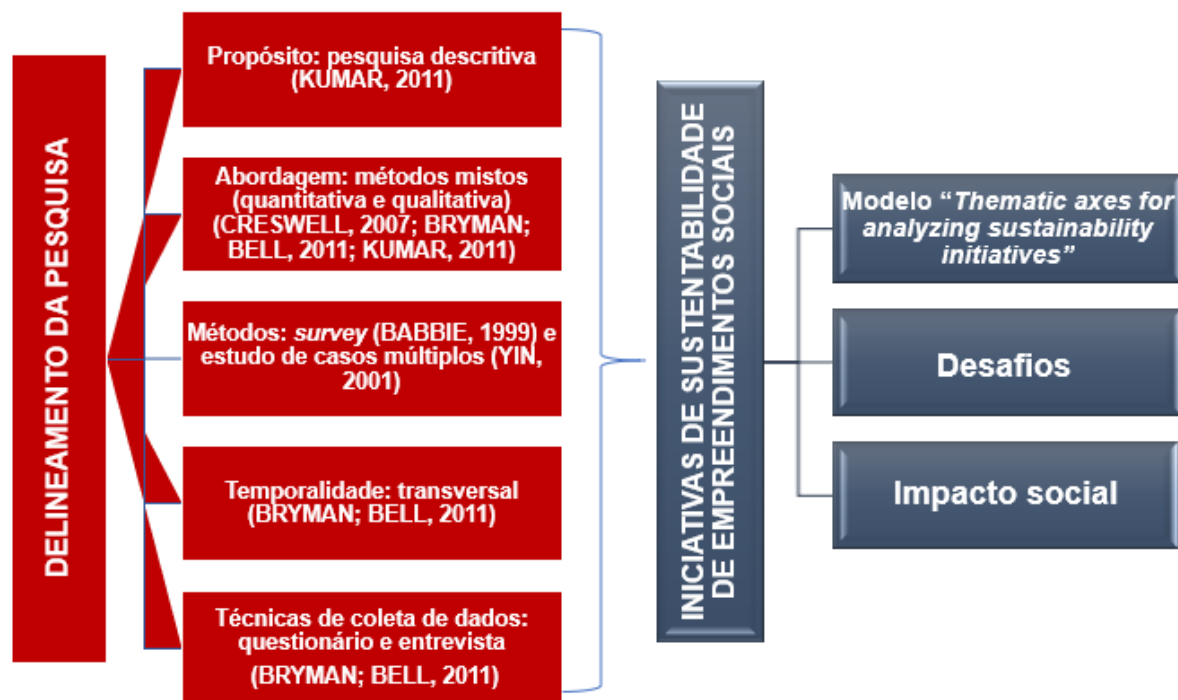 DELINEAMENTO DA PESQUISA
Propósito: pesquisa descritiva
(KUMAR, 2011)
Abordagem: métodos mistos
(quantitativa e qualitativa)
(CRESWELL, 2007; BRYMAN;
BELL, 2011; KUMAR, 2011)
Métodos: survey (BABBIE, 1999) e
estudo de casos múltiplos (YIN,
2001)
Temporalidade: transversal
(BRYMAN; BELL, 2011)
Técnicas de coleta de dados:
questionário e entrevista
(BRYMAN; BELL, 2011)
INICIATIVAS DE SUSTENTABILIDADE
DE EMPREENDIMENTOS SOCIAIS
Modelo “Thematic axes for
analyzing sustainability
initiatives”
Desafios
Impacto social